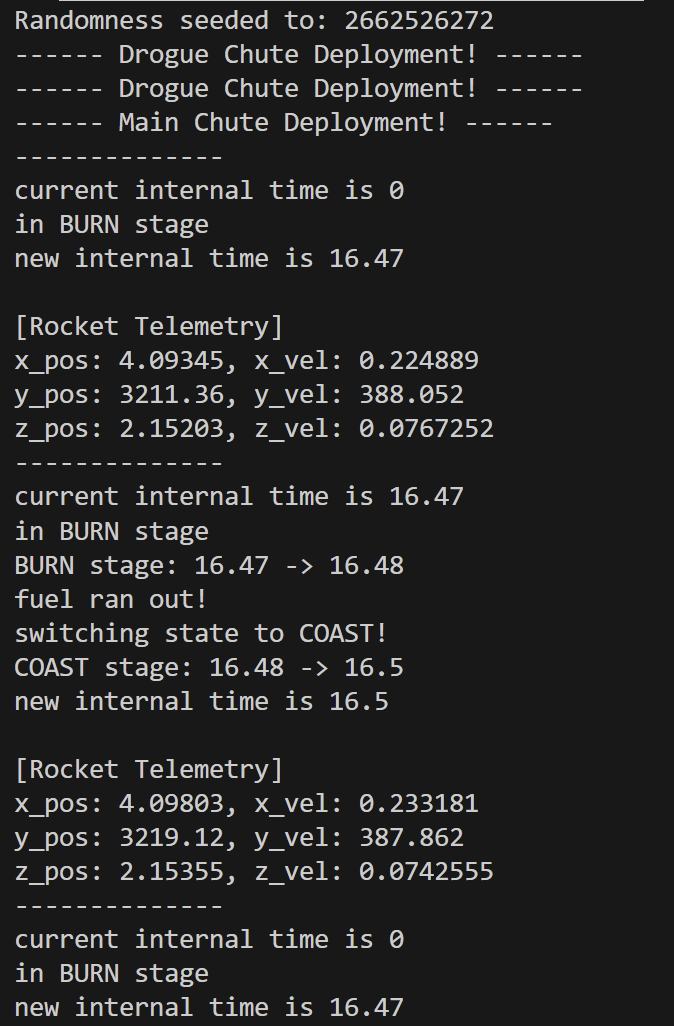 Randomness seeded to: 2662526272
------ Drogue Chute Deployment! ------
------ Drogue Chute Deployment! ------
------ Main Chute Deployment! ------
--------------
current internal time is 0
in BURN stage
new internal time is 16.47
[Rocket Telemetry]
x_pos: 4.09345, x_vel: 0.224889
y_pos: 3211.36, y_vel: 388.052
z_pos: 2.15203, z_vel: 0.0767252
--------------
current internal time is 16.47
in BURN stage
BURN stage: 16.47 -> 16.48
fuel ran out!
switching state to COAST!
COAST stage: 16.48 -> 16.5
new internal time is 16.5
[Rocket Telemetry]
x_pos: 4.09803, x_vel: 0.233181
y_pos: 3219.12, y_vel: 387.862
z_pos: 2.15355, z_vel: 0.0742555
--------------
current internal time is 0
in BURN stage
new internal time is 16.47